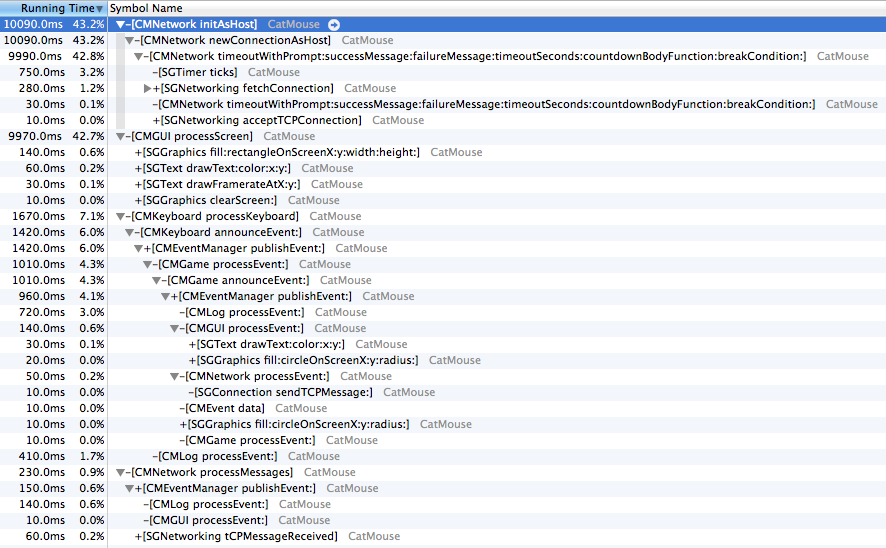 Running Time▼ Symbol Name
10090.0ms 43.2% ▼-[CMNetwork initAsHost] CatMouse
10090.0ms 43.2% ▼-[CMNetwork newConnectionAsHost] CatMouse
9990.0ms 42.8% ▼-[CMNetwork timeoutWithPrompt:successMessage:failureMessage:timeoutSeconds:countdownBodyFunction:breakCondition:] CatMouse
750.0ms 3.2% -[SGTimer ticks] CatMouse
280.0ms 1.2% ▶+[SGNetworking fetchConnection] CatMouse
30.0ms 0.1% -[CMNetwork timeoutWithPrompt:successMessage:failureMessage:timeoutSeconds:countdownBodyFunction:breakCondition:] CatMouse
10.0ms 0.0% +[SGNetworking acceptTCPConnection] CatMouse
9970.0ms 42.7% ▼-[CMGUI processScreen] CatMouse
140.0ms 0.6% +[SGGraphics fill:rectangleOnScreenX:y:width:height:] CatMouse
60.0ms 0.2% +[SGText drawText:color:x:y:] CatMouse
30.0ms 0.1% +[SGText drawFramerateAtX:y:] CatMouse
10.0ms 0.0% +[SGGraphics clearScreen:] CatMouse
1670.0ms 7.1% ▼-[CMKeyboard processKeyboard] CatMouse
1420.0ms 6.0% ▼-[CMKeyboard announceEvent:] CatMouse
1420.0ms 6.0% ▼+[CMEventManager publishEvent:] CatMouse
1010.0ms 4.3% ▼-[CMGame processEvent:] CatMouse
1010.0ms 4.3% ▼-[CMGame announceEvent:] CatMouse
960.0ms 4.1% ▼+[CMEventManager publishEvent:] CatMouse
720.0ms 3.0% -[CMLog processEvent:] CatMouse
140.0ms 0.6% ▼-[CMGUI processEvent:] CatMouse
30.0ms 0.1% +[SGText drawText:color:x:y:] CatMouse
20.0ms 0.0% +[SGGraphics fill:circleOnScreenX:y:radius:] CatMouse
50.0ms 0.2% ▼-[CMNetwork processEvent:] CatMouse
10.0ms 0.0% -[SGConnection sendTCPMessage:] CatMouse
10.0ms 0.0% -[CMEvent data] CatMouse
10.0ms 0.0% +[SGGraphics fill:circleOnScreenX:y:radius:] CatMouse
10.0ms 0.0% -[CMGame processEvent:] CatMouse
410.0ms 1.7% -[CMLog processEvent:] CatMouse
230.0ms 0.9% ▼-[CMNetwork processMessages] CatMouse
150.0ms 0.6% ▼+[CMEventManager publishEvent:] CatMouse
140.0ms 0.6% -[CMLog processEvent:] CatMouse
10.0ms 0.0% -[CMGUI processEvent:] CatMouse
60.0ms 0.2% +[SGNetworking tCPMessageReceived] CatMouse